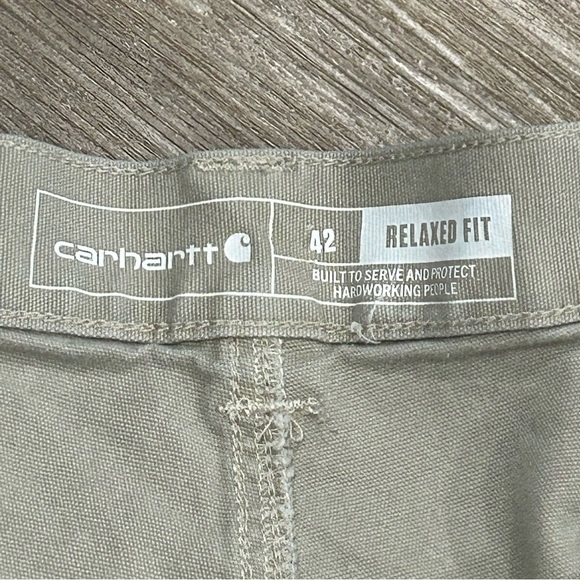 carhartt
42
RELAXED FIT
BUILT TO SERVE AND PROTECT
HARDWORKING PEOPLE